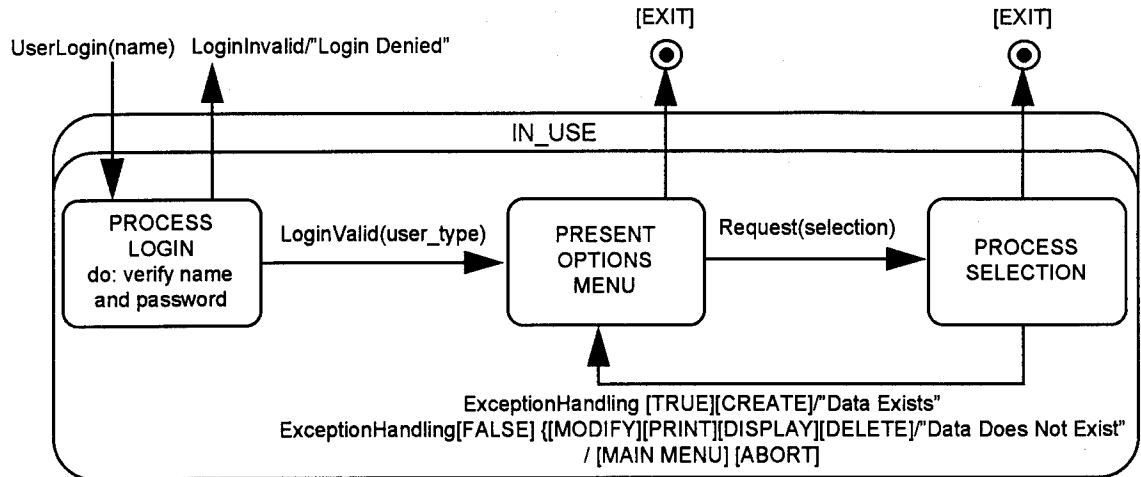 [EXIT]
[EXIT]
UserLogin(name)
LoginInvalid/"Login Denied"
IN_USE
PROCESS
LOGIN
do: verify name
and password
LoginValid(user_type)
PRESENT
OPTIONS
MENU
Request(selection)
PROCESS
SELECTION
ExceptionHandling [TRUE][CREATE]/"Data Exists"
ExceptionHandling[FALSE] {[MODIFY][PRINT][DISPLAY][DELETE]/"Data Does Not Exist"
/ [MAIN MENU] [ABORT]